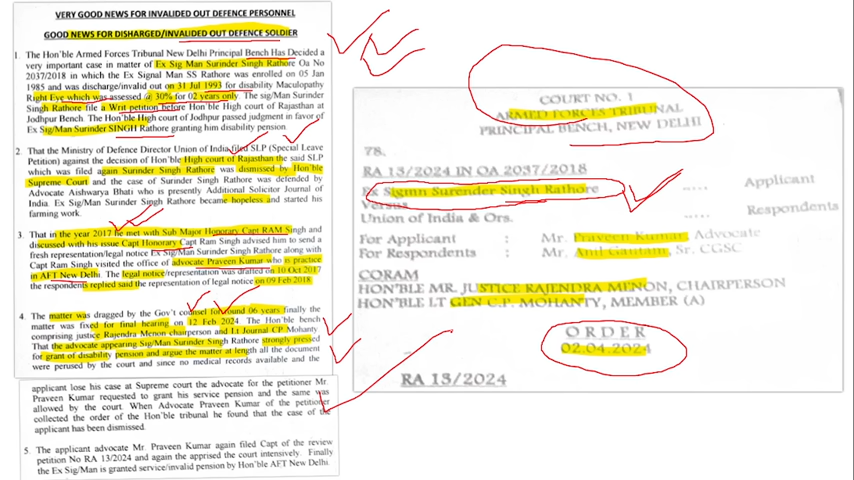 VERY GOOD NEWS FOR INVALIDED OUT DEFENCE PERSONNEL
GOOD NEWS FOR DISHARGED/INVALIDED OUT DEFENCE SOLDIER
1. The Hon'ble Armed Forces Tribunal New Delhi Principal Bench Has Decided a
very important case in matter of Ex Sig Man Surinder Singh Rathore Oa No
2037/2018 in which the Ex Signal Man SS Rathore was enrolled on 05 Jan
1985 and was discharge/invalid out on 31 Jul 1993 for disability Maculopathy
Right Eye which was assessed @ 30% for 02 years only. The sig/Man Surinder
Singh Rathore file a Writ petition before Hon'ble High court of Rajasthan at
Jodhpur Bench. The Hon'ble High court of Jodhpur passed judgment in favor of
Ex Sig/Man Surinder SINGH Rathore granting him disability pension.
2. That the Ministry of Defence Director Union of India filed SLP (Special Leave
Petition) against the decision of Hon'ble High court of Rajasthan the said SLP
which was filed again Surinder Singh Rathore was dismissed by Hon'ble
Supreme Court and the case of Surinder Singh Rathore was defended by
Advocate Aishwarya Bhati who is presently Additional Solicitor Journal of
India. Ex Sig/Man Surinder Singh Rathore became hopeless and started his
farming work.
3. That in the year 2017 he met with Sub Major Honorary Capt RAM Singh and
discussed with his issue Capt Honorary Capt Ram Singh advised him to send a
fresh representation/legal notice Ex Sig/Man Surinder Singh Rathore along with
Capt Ram Singh visited the office of advocate Praveen Kumar who is practice
in AFT New Delhi. The legal notice/representation was drafted on 10 Oct 2017
the respondents replied said the representation of legal notice on 09 Feb 2018
4. The matter was dragged by the Gov't counsel for round 06 years finally the
matter was fixed for final hearing on 12 Feb 2024. The Hon'ble bench
comprising justice Rajendra Menon chairperson and Lt Journal CP Mohanty
That the advocate appearing Sig/Man Surinder Singh Rathore strongly pressed
for grant of disability pension and argue the matter at length all the document
were perused by the court and since no medical records available and the
applicant lose his case at Supreme court the advocate for the petitioner Mr.
Praveen Kumar requested to grant his service pension and the same was
allowed by the court. When Advocate Praveen Kumar of the petitioner
collected the order of the Hon'ble tribunal he found that the case of the
applicant has been dismissed.
5. The applicant advocate Mr. Praveen Kumar again filed Capt of the review
petition No RA 13/2024 and again the apprised the court intensively. Finally
the Ex Sig/Man is granted service/invalid pension by Hon'ble AFT New Delhi.
COURT NO. 1
ARMED FORCES TRIBUNAL
PRINCIPAL BENCH, NEW DELHI
78.
RA 13/2024 IN OA 2037/2018
Ex Sigmn Surender Singh Rathore ..... Applicant
Versus
Union of India & Ors. ..... Respondents
For Applicant : Mr. Praveen Kumar, Advocate
For Respondents : Mr. Anil Gautam, Sr. CGSC
CORAM
HON'BLE MR. JUSTICE RAJENDRA MENON, CHAIRPERSON
HON'BLE LT GEN C.P. MOHANTY, MEMBER (A)
ORDER
02.04.2024
RA 13/2024